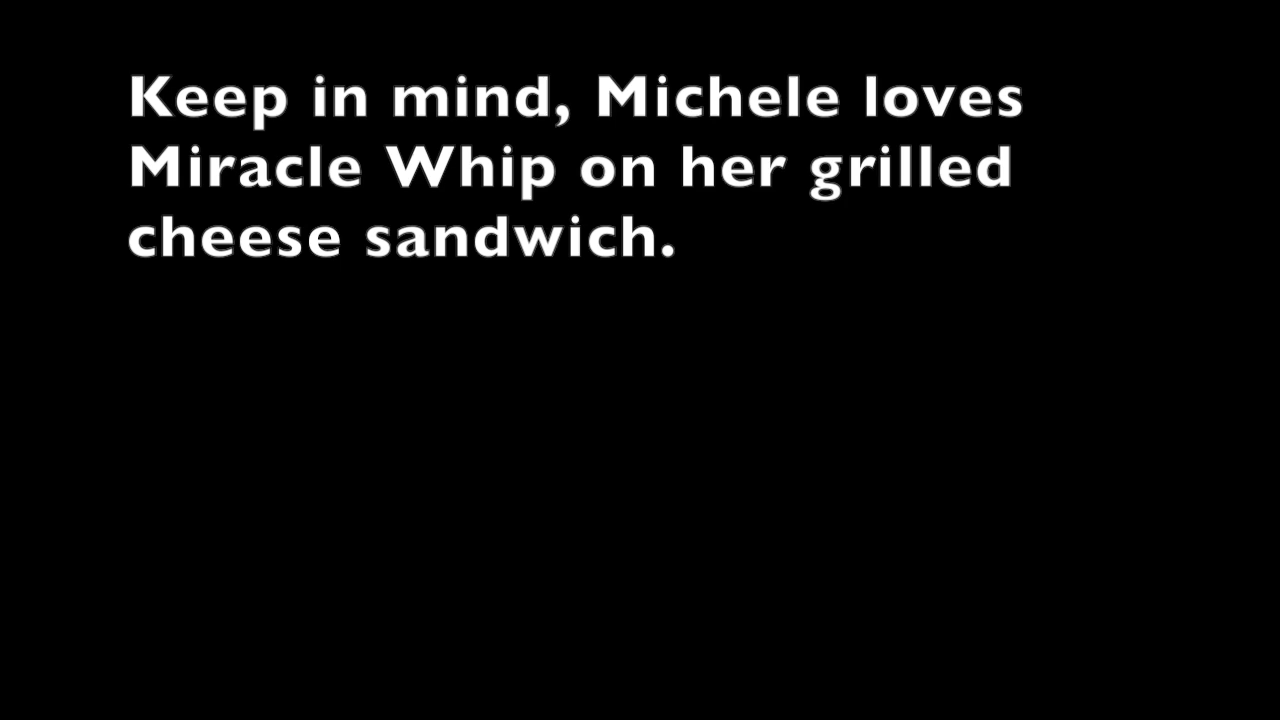 Keep in mind, Michele loves
Miracle Whip on her grilled
cheese sandwich.